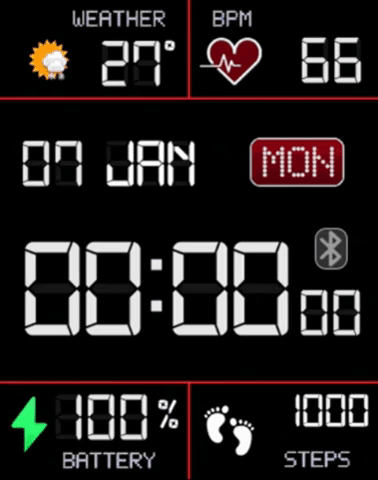 WEATHER
BPM
27°
66
07 JAN
MON
00:00
00
100%
BATTERY
1000
STEPS